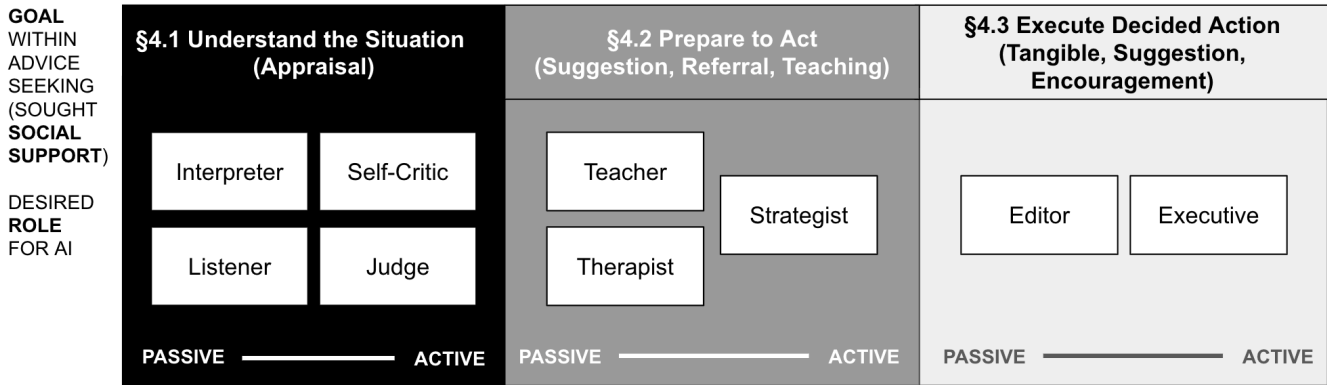 GOAL
WITHIN
ADVICE
SEEKING
(SOUGHT
SOCIAL
SUPPORT)
DESIRED
ROLE
FOR AI
§4.1 Understand the Situation
(Appraisal)
Interpreter
Self-Critic
Listener
Judge
PASSIVE
ACTIVE
§4.2 Prepare to Act
(Suggestion, Referral, Teaching)
Teacher
Strategist
Therapist
PASSIVE
ACTIVE
§4.3 Execute Decided Action
(Tangible, Suggestion,
Encouragement)
Editor
Executive
PASSIVE
ACTIVE